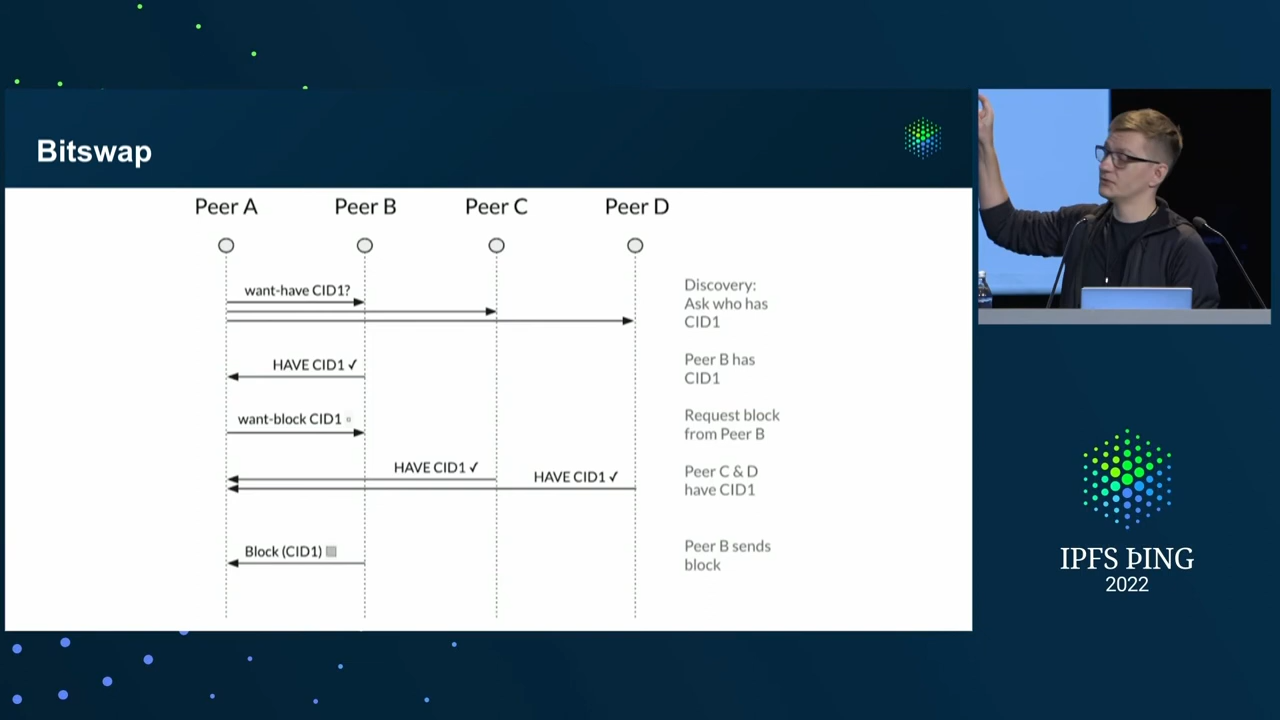 Bitswap
Peer A Peer B Peer C Peer D
want-have CID1?
Discovery:
Ask who has
CID1
HAVE CID1 ✓
Peer B has
CID1
want-block CID1
Request block
from Peer B
HAVE CID1 ✓
HAVE CID1 ✓
Peer C & D
have CID1
Block (CID1)
Peer B sends
block
IPFS ÞING
2022